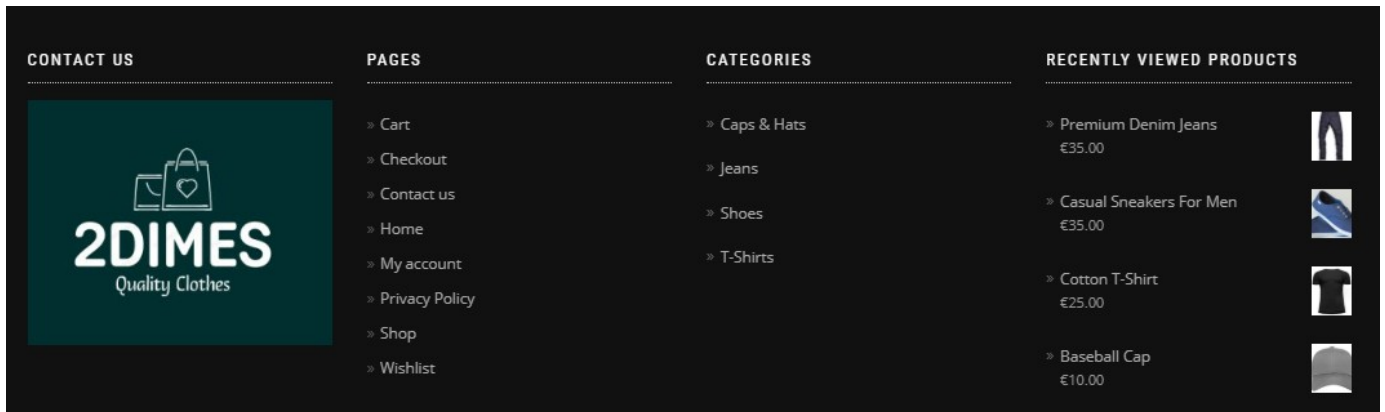 CONTACT US
2DIMES
Quality Clothes
PAGES
» Cart
» Checkout
» Contact us
» Home
» My account
» Privacy Policy
» Shop
» Wishlist
CATEGORIES
» Caps & Hats
» Jeans
» Shoes
» T-Shirts
RECENTLY VIEWED PRODUCTS
» Premium Denim Jeans
€35.00
» Casual Sneakers For Men
€35.00
» Cotton T-Shirt
€25.00
» Baseball Cap
€10.00